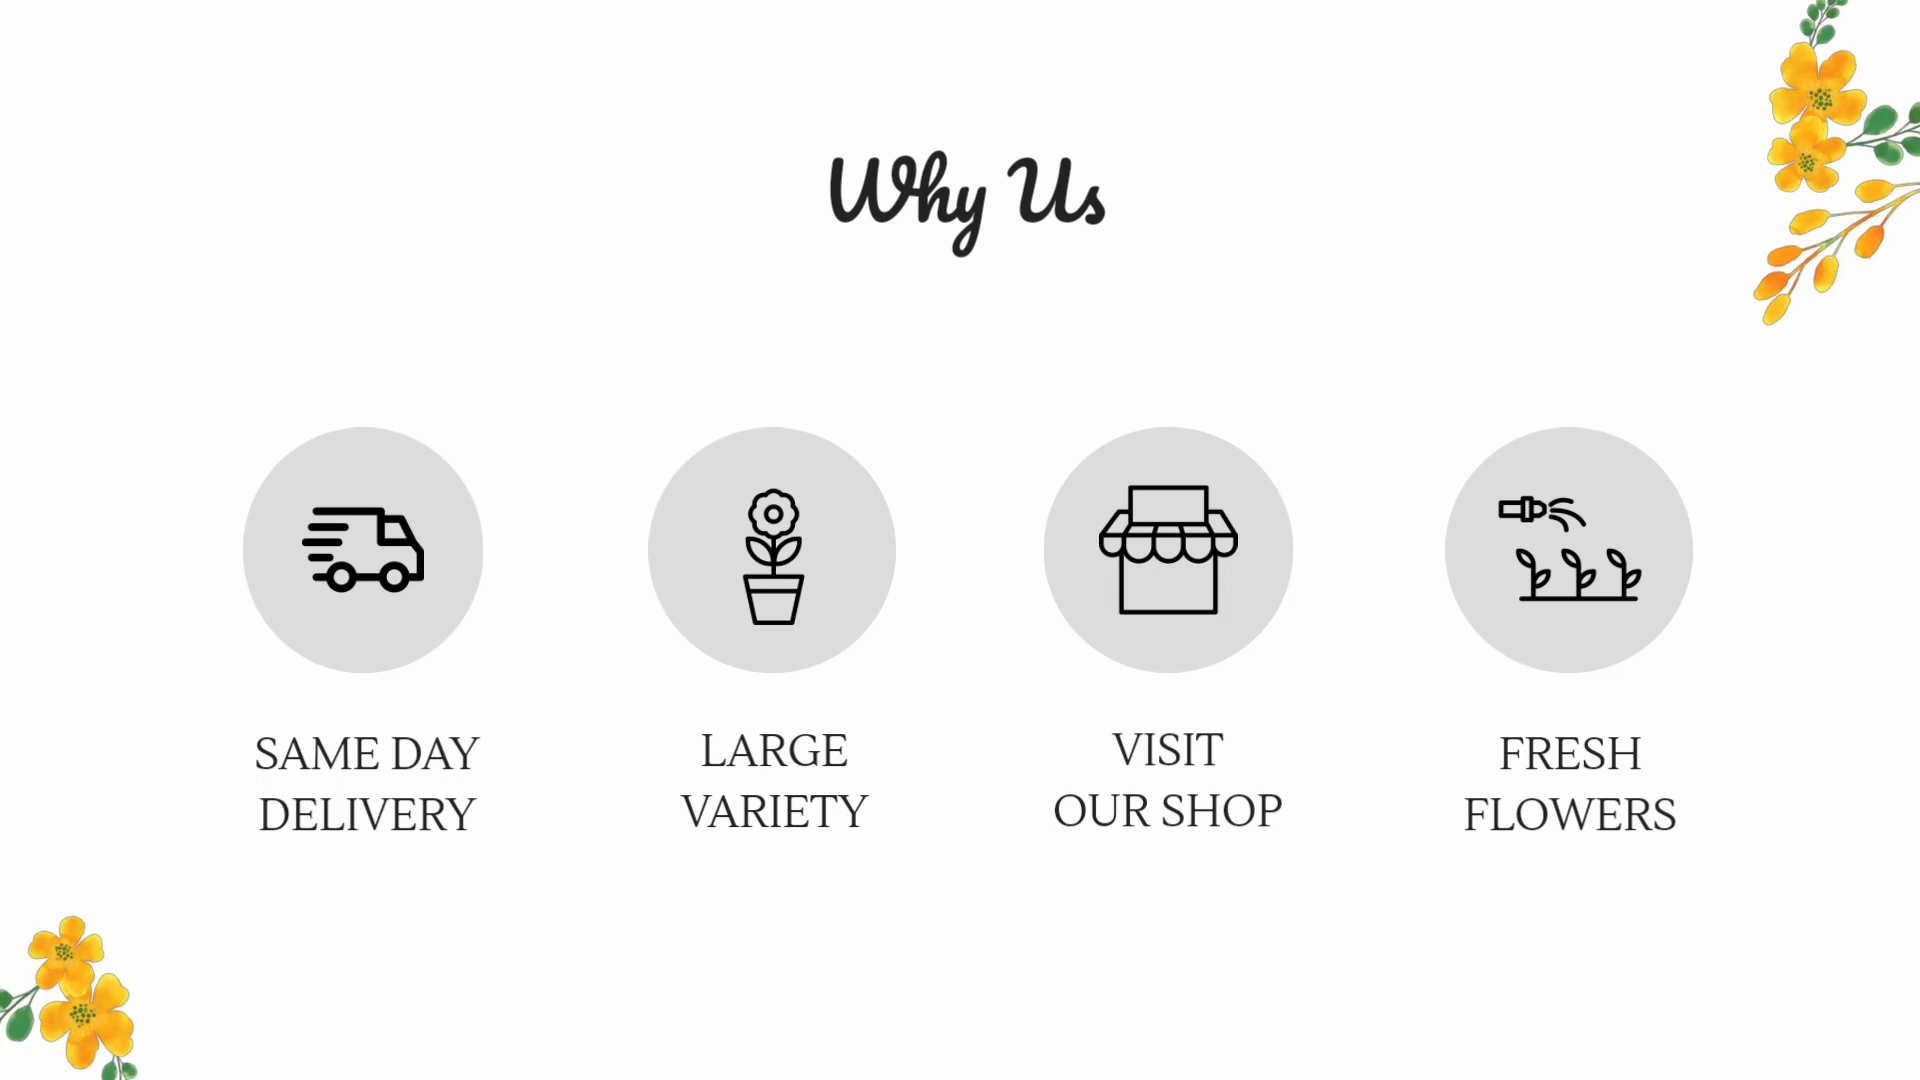 Why Us
SAME DAY
DELIVERY
LARGE
VARIETY
VISIT
OUR SHOP
FRESH
FLOWERS